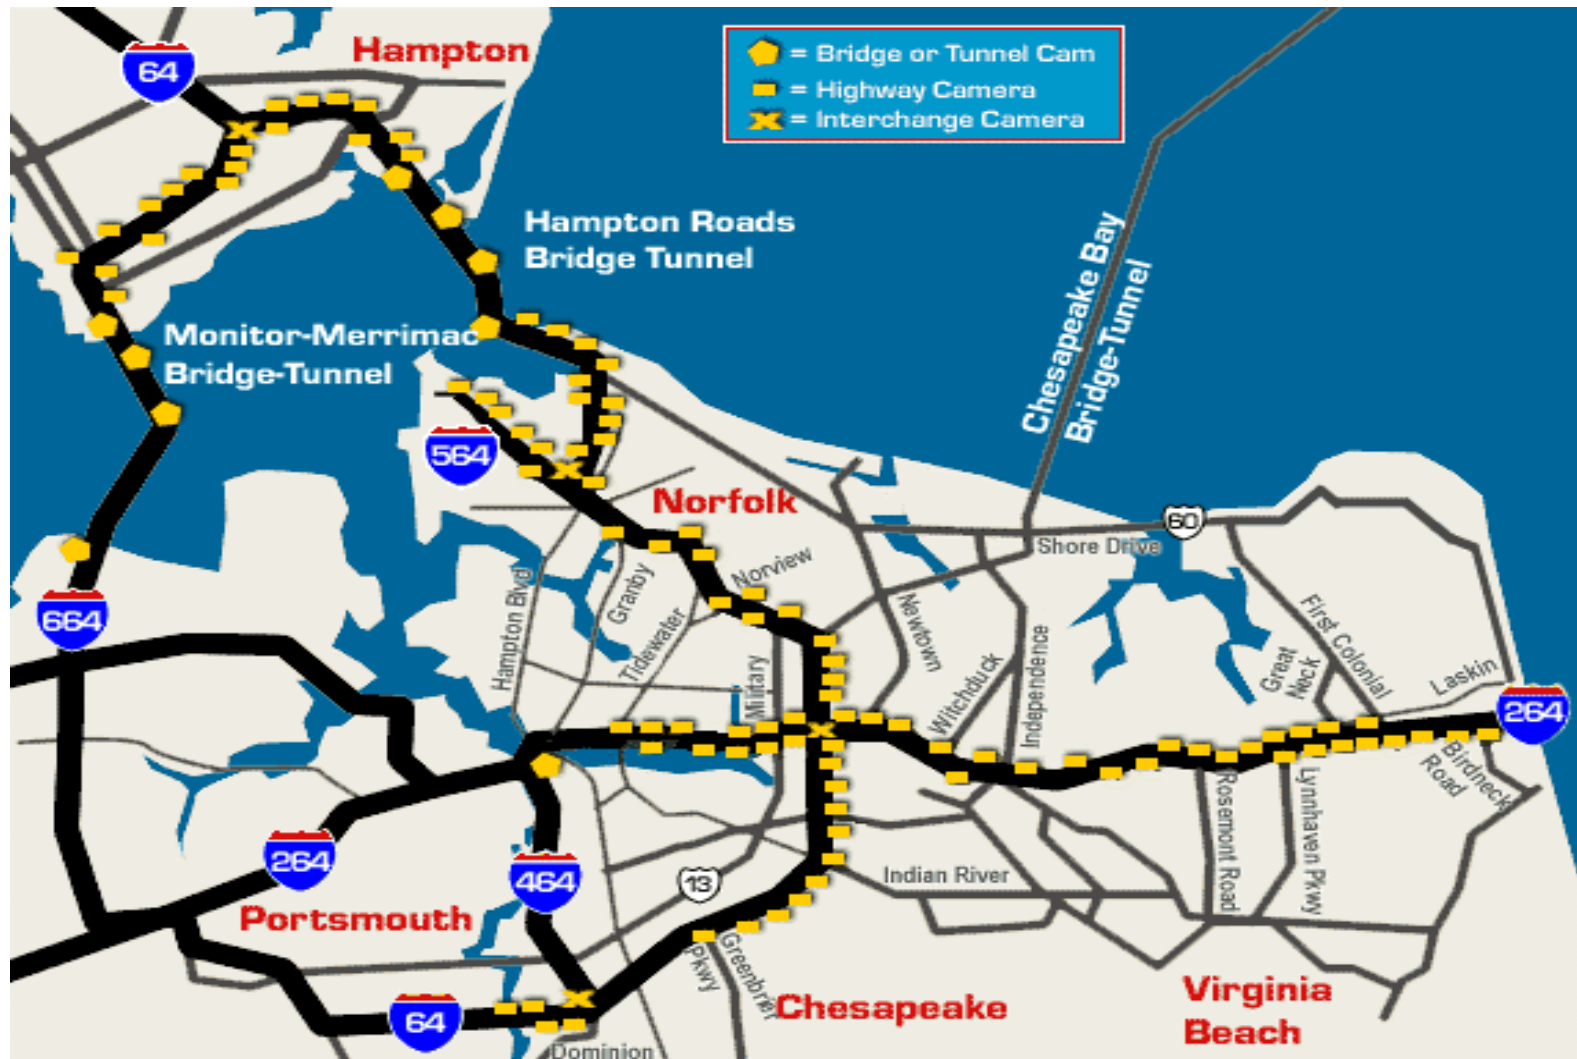 64
Hampton
= Bridge or Tunnel Cam
= Highway Camera
= Interchange Camera
Hampton Roads
Bridge Tunnel
Chesapeake Bay
Bridge-Tunnel
Monitor-Merrimac
Bridge-Tunnel
564
Norfolk
60
Shore Drive
664
Hampton Blvd
Granby
Tidewater
Norview
Military
Newtown
Witchduck
Independence
First Colonial
Great
Neck
Laskin
264
Birdneck
Road
Rosemont Road
Lynnhaven Pkwy
264
464
13
Indian River
Portsmouth
Greenbrier
Pkwy
Chesapeake
Virginia
Beach
64
Dominion